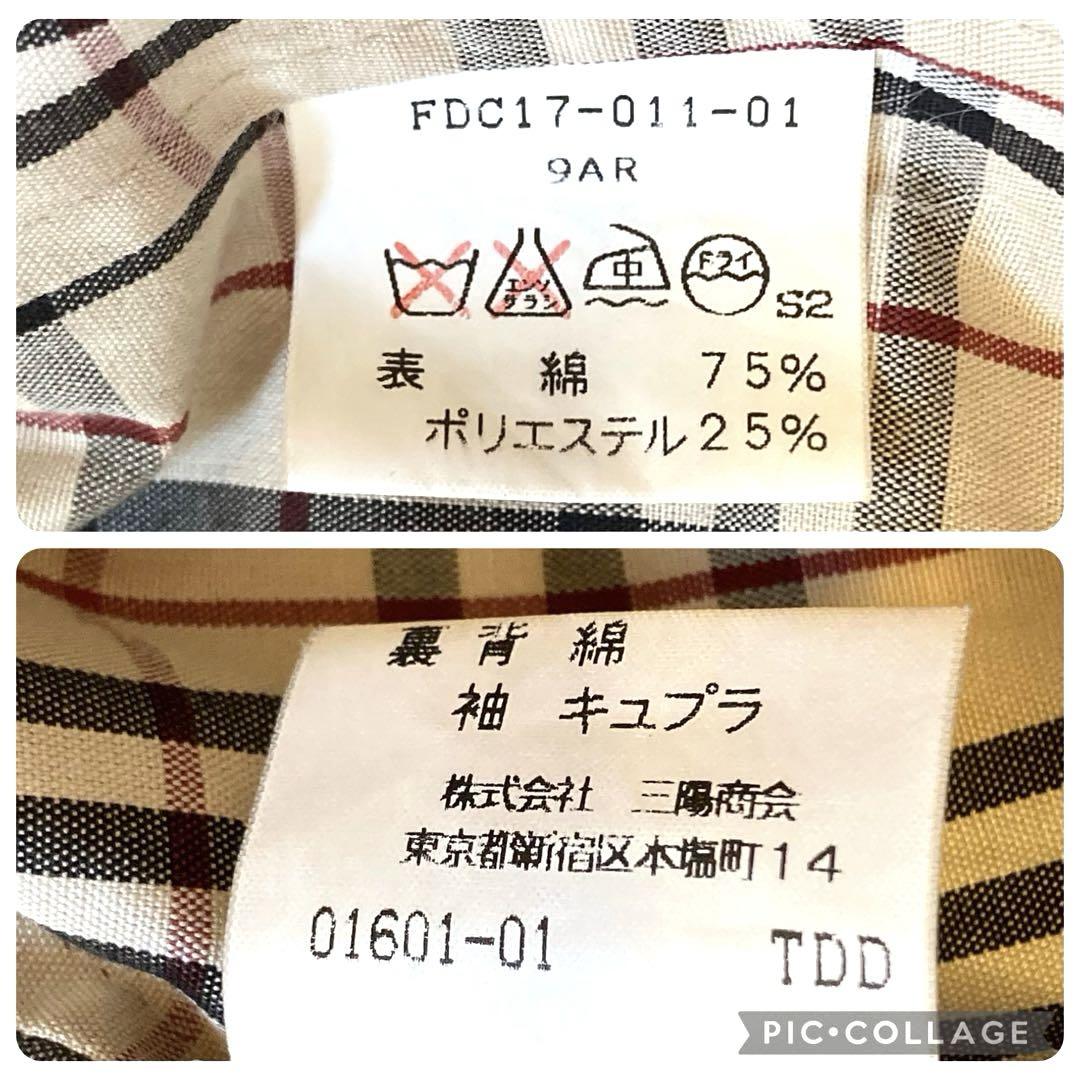 FDC17-011-01
9AR
エンソ
サラシ
中
ドライ
S2
表 綿 75%
ポリエステル25%
裏 背 綿
袖 キュプラ
株式会社 三陽商会
東京都新宿区本塩町14
01601-01
TDD
PIC•COLLAGE